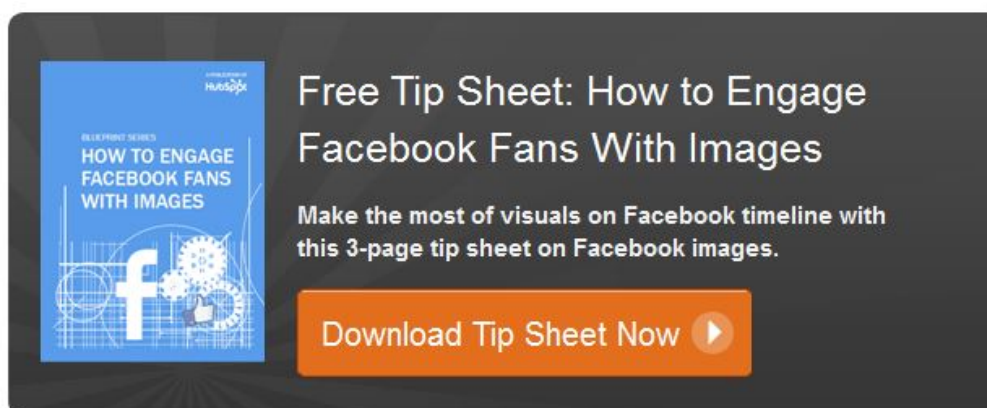 A PUBLICATION OF
HubSpot
BLUEPRINT SERIES
HOW TO ENGAGE
FACEBOOK FANS
WITH IMAGES
f
Free Tip Sheet: How to Engage
Facebook Fans With Images
Make the most of visuals on Facebook timeline with
this 3-page tip sheet on Facebook images.
Download Tip Sheet Now